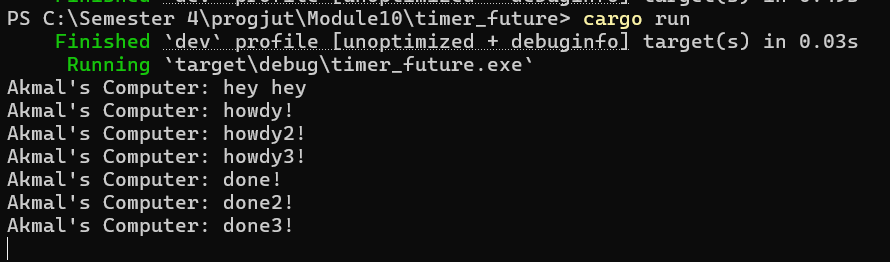 PS C:\Semester 4\progjut\Module10\timer_future> cargo run
    Finished `dev` profile [unoptimized + debuginfo] target(s) in 0.03s
     Running `target\debug\timer_future.exe`
Akmal's Computer: hey hey
Akmal's Computer: howdy!
Akmal's Computer: howdy2!
Akmal's Computer: howdy3!
Akmal's Computer: done!
Akmal's Computer: done2!
Akmal's Computer: done3!